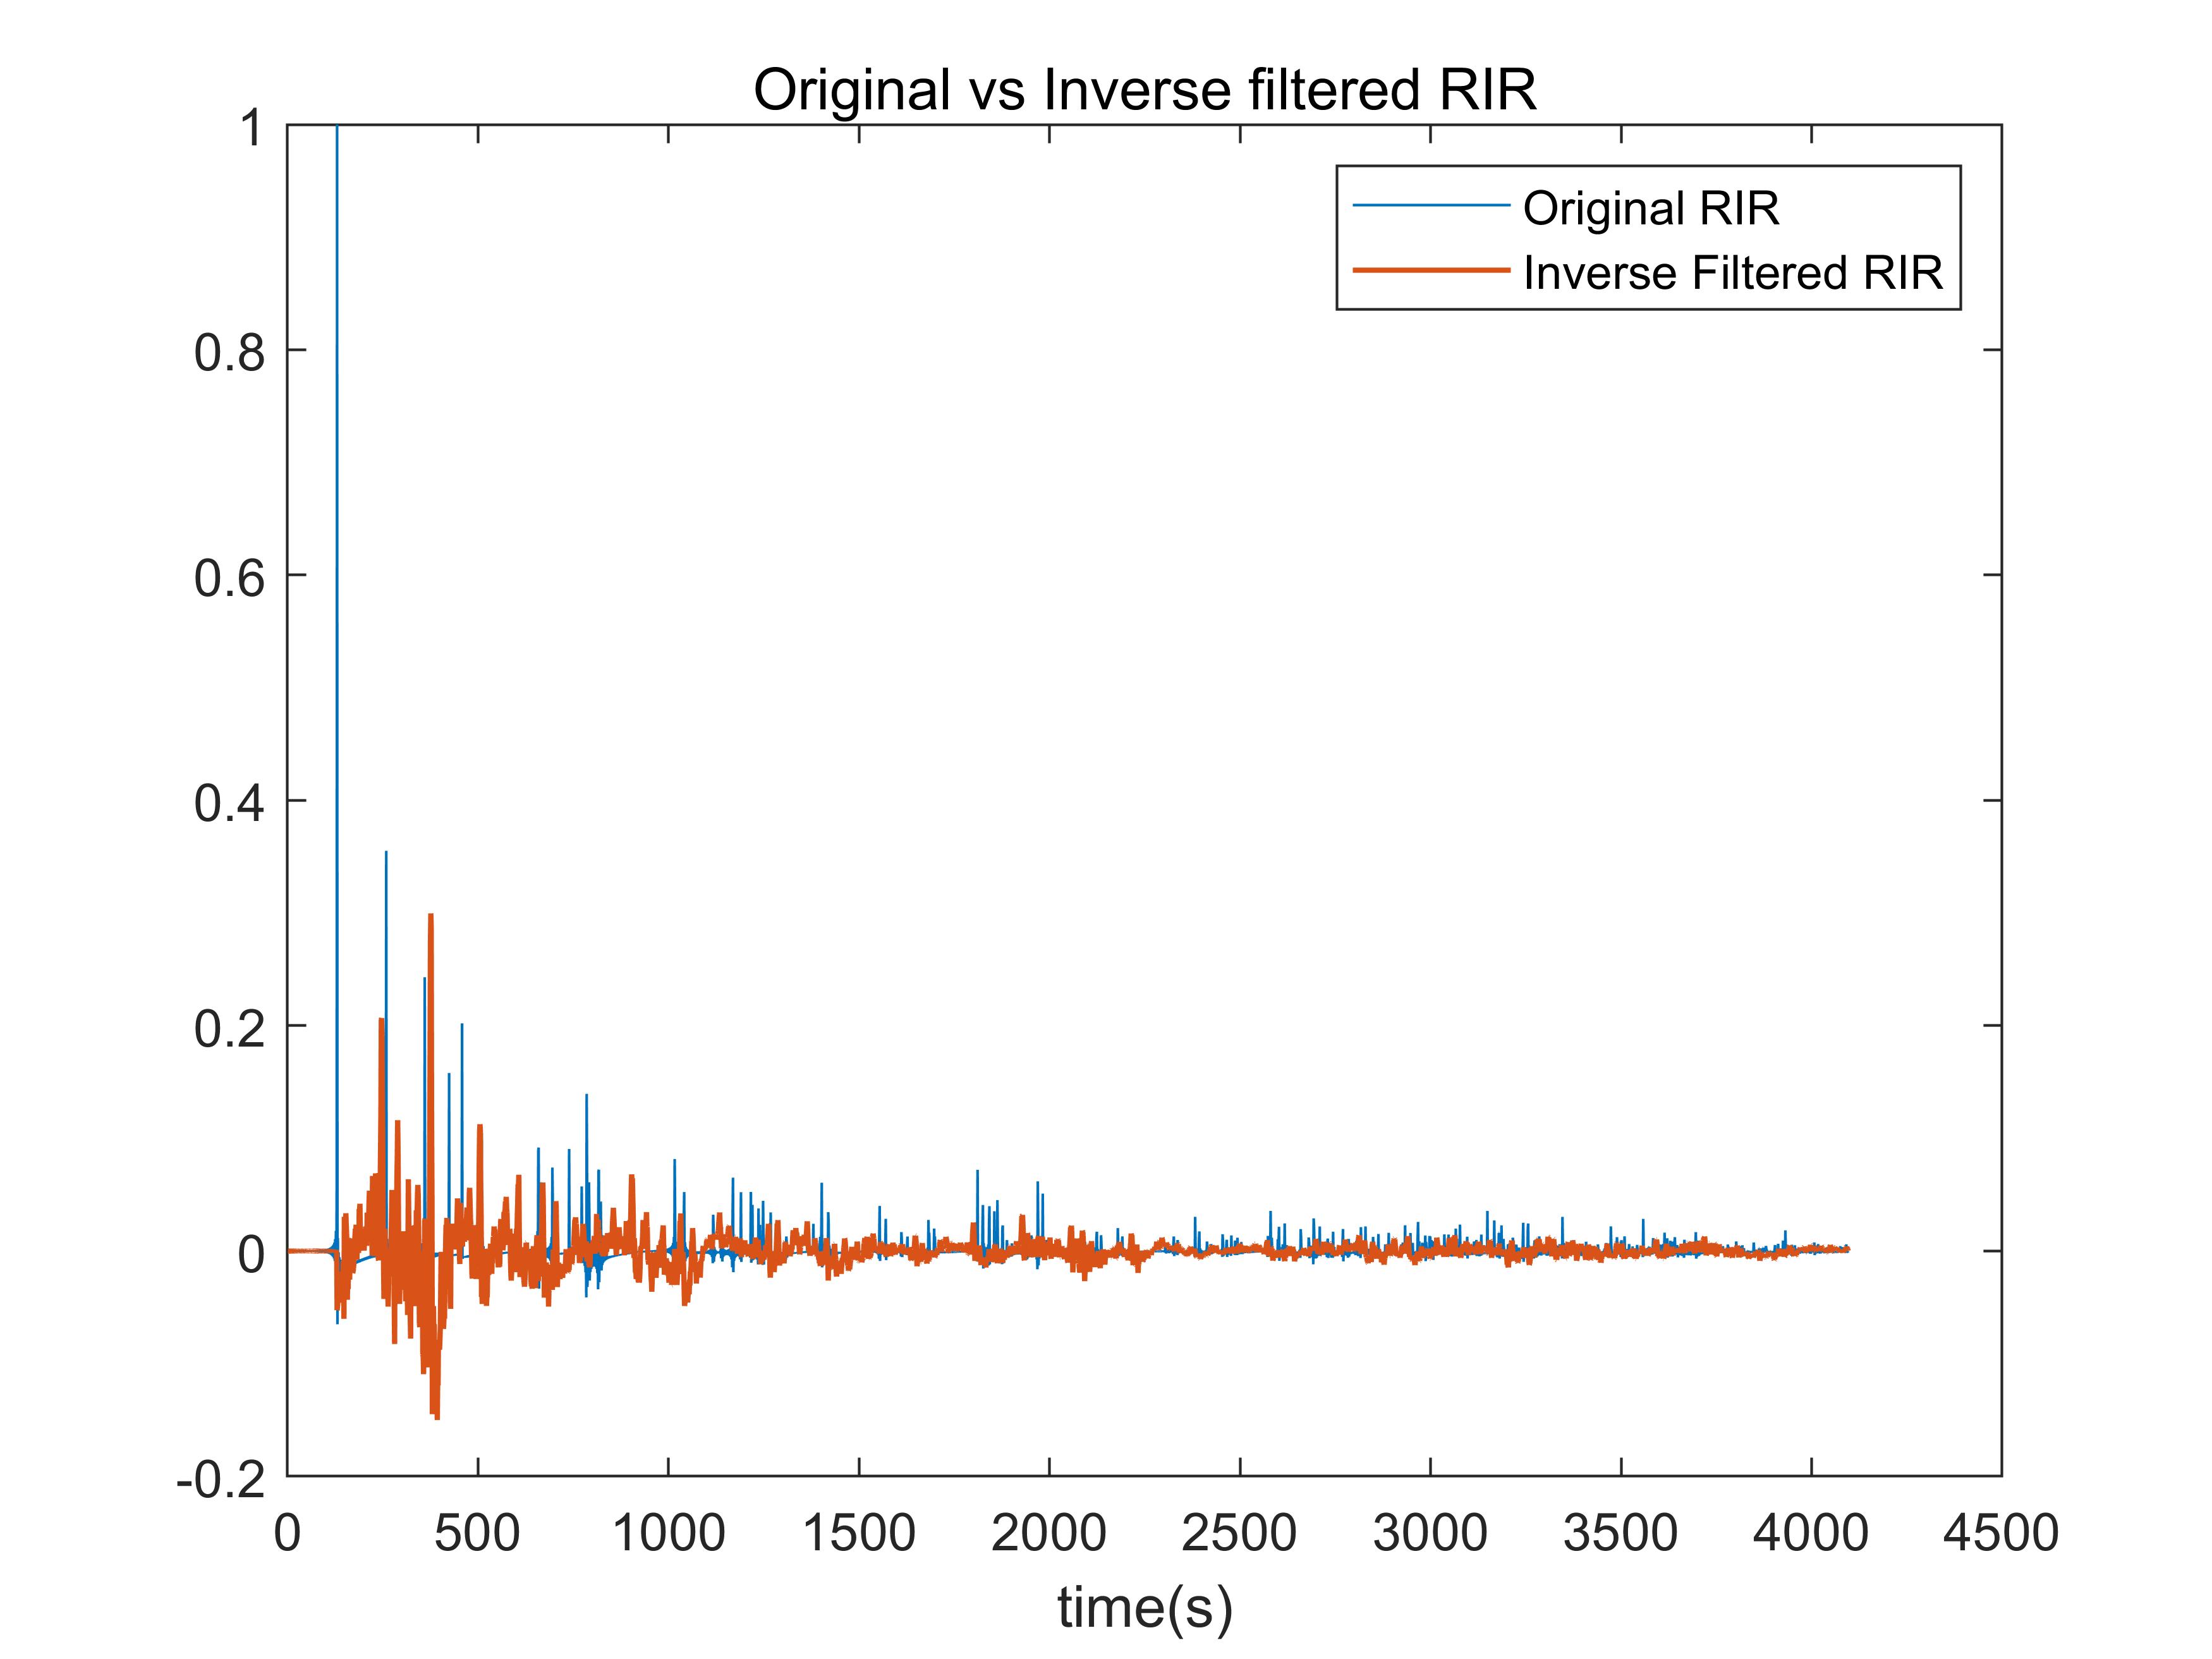 Original vs Inverse filtered RIR
1
Original RIR
Inverse Filtered RIR
0.8
0.6
0.4
0.2
0
-0.2
0 500 1000 1500 2000 2500 3000 3500 4000 4500
time(s)